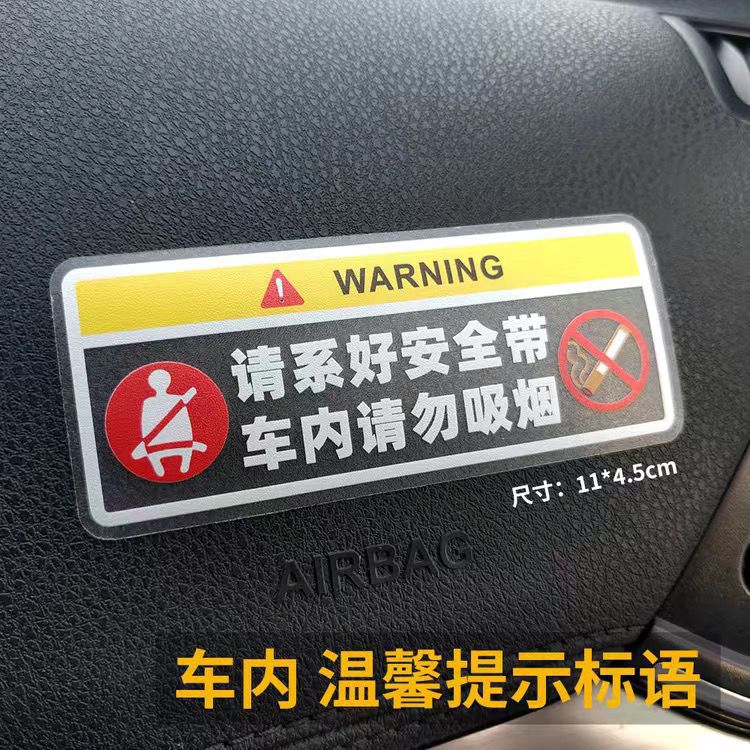 WARNING
请系好安全带
车内请勿吸烟
尺寸：11*4.5cm
AIRBAG
车内 温馨提示标语